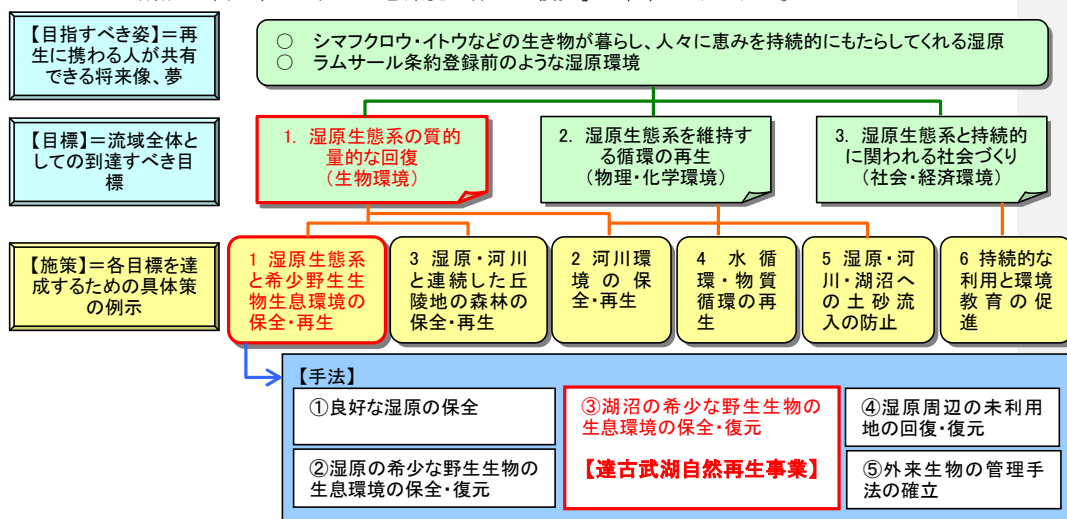 【目指すべき姿】=再
生に携わる人が共有
できる将来像、夢
○ シマフクロウ・イトウなどの生き物が暮らし、人々に恵みを持続的にもたらしてくれる湿原
○ ラムサール条約登録前のような湿原環境
【目標】=流域全体と
しての到達すべき目
標
1. 湿原生態系の質的
量的な回復
(生物環境)
2. 湿原生態系を維持す
る循環の再生
(物理・化学環境)
3. 湿原生態系と持続的
に関われる社会づくり
(社会・経済環境)
【施策】=各目標を達
成するための具体策
の例示
1 湿原生態系
と希少野生生
物生息環境の
保全・再生
3 湿原・河川
と連続した丘
陵地の森林の
保全・再生
2 河川環
境の保
全・再生
4 水循
環・物質
循環の再
生
5 湿原・河
川・湖沼へ
の土砂流
入の防止
6 持続的な
利用と環境
教育の促
進
【手法】
①良好な湿原の保全
②湿原の希少な野生生物の
生息環境の保全・復元
③湖沼の希少な野生生物の
生息環境の保全・復元
【達古武湖自然再生事業】
④湿原周辺の未利用
地の回復・復元
⑤外来生物の管理手
法の確立